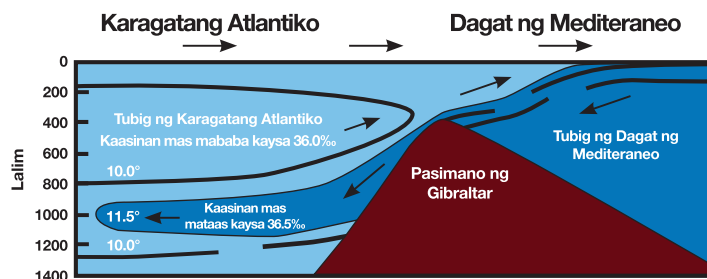 Karagatang Atlantiko
Dagat ng Mediteraneo
Lalim
0
200
400
600
800
1000
1200
1400
Tubig ng Karagatang Atlantiko
Kaasinan mas mababa kaysa 36.0‰
10.0°
11.5°
Kaasinan mas
mataas kaysa 36.5‰
10.0°
Pasimano ng
Gibraltar
Tubig ng Dagat ng
Mediteraneo